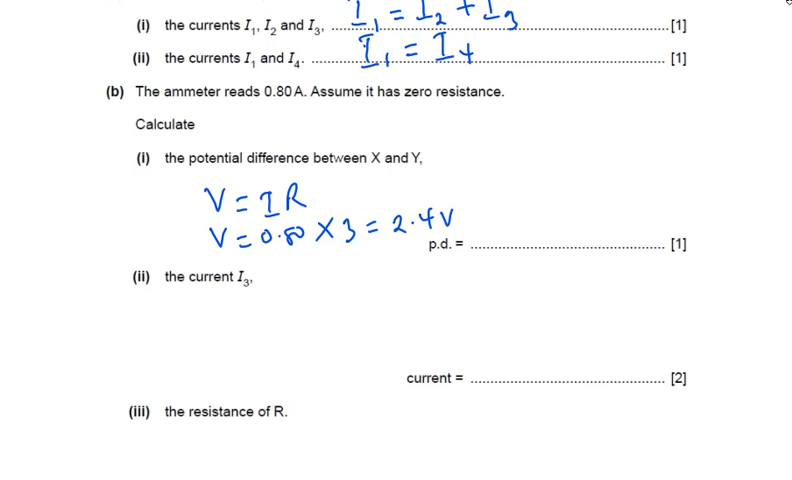 (i) the currents I₁, I₂ and I₃, I₁ = I₂ + I₃ [1]
(ii) the currents I₁ and I₄. I₁ = I₄ [1]
(b) The ammeter reads 0.80 A. Assume it has zero resistance.
Calculate
(i) the potential difference between X and Y,
V = IR
V = 0.80 × 3 = 2.4V
p.d. = .................................................. [1]
(ii) the current I₃,
current = .................................................. [2]
(iii) the resistance of R.